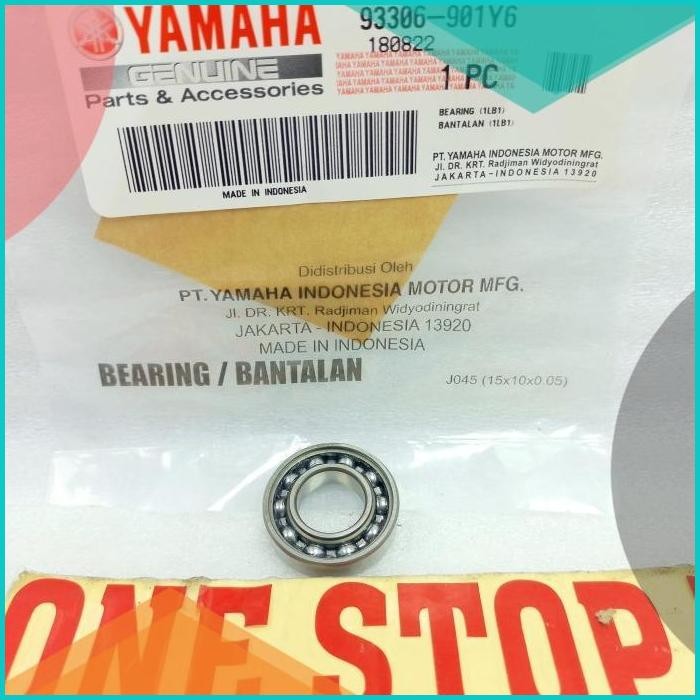 YAMAHA
GENUINE
Parts & Accessories
93306-901Y6
180822
1 PC
BEARING (1LB1)
BANTALAN (1LB1)
PT. YAMAHA INDONESIA MOTOR MFG.
Jl. DR. KRT. Radjiman Widyodiningrat
JAKARTA-INDONESIA 13920
MADE IN INDONESIA
Didistribusi Oleh
PT. YAMAHA INDONESIA MOTOR MFG.
Jl. DR. KRT. Radjiman Widyodiningrat
JAKARTA - INDONESIA 13920
MADE IN INDONESIA
BEARING / BANTALAN
J045 (15x10x0.05)
ONE STOP